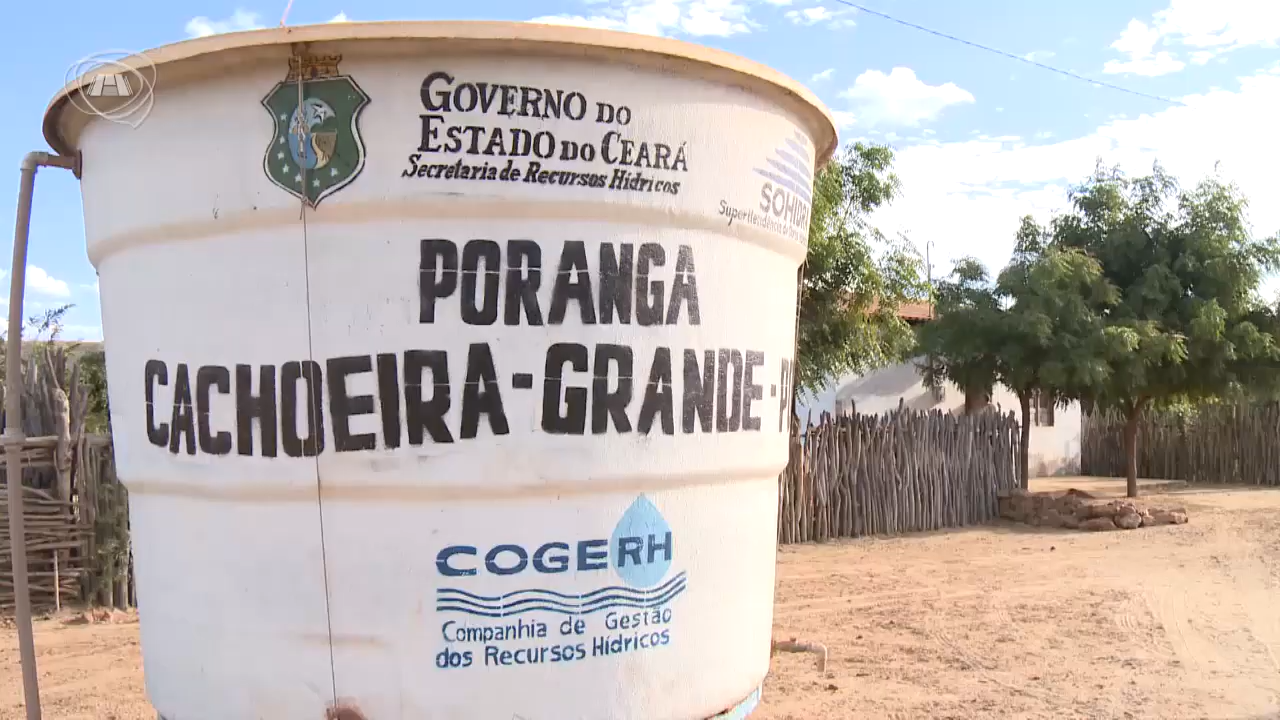 GOVERNO DO
ESTADO DO CEARÁ
Secretaria de Recursos Hídricos
SOHIDRA
PORANGA
CACHOEIRA-GRANDE-
COGERH
Companhia de Gestão
dos Recursos Hídricos